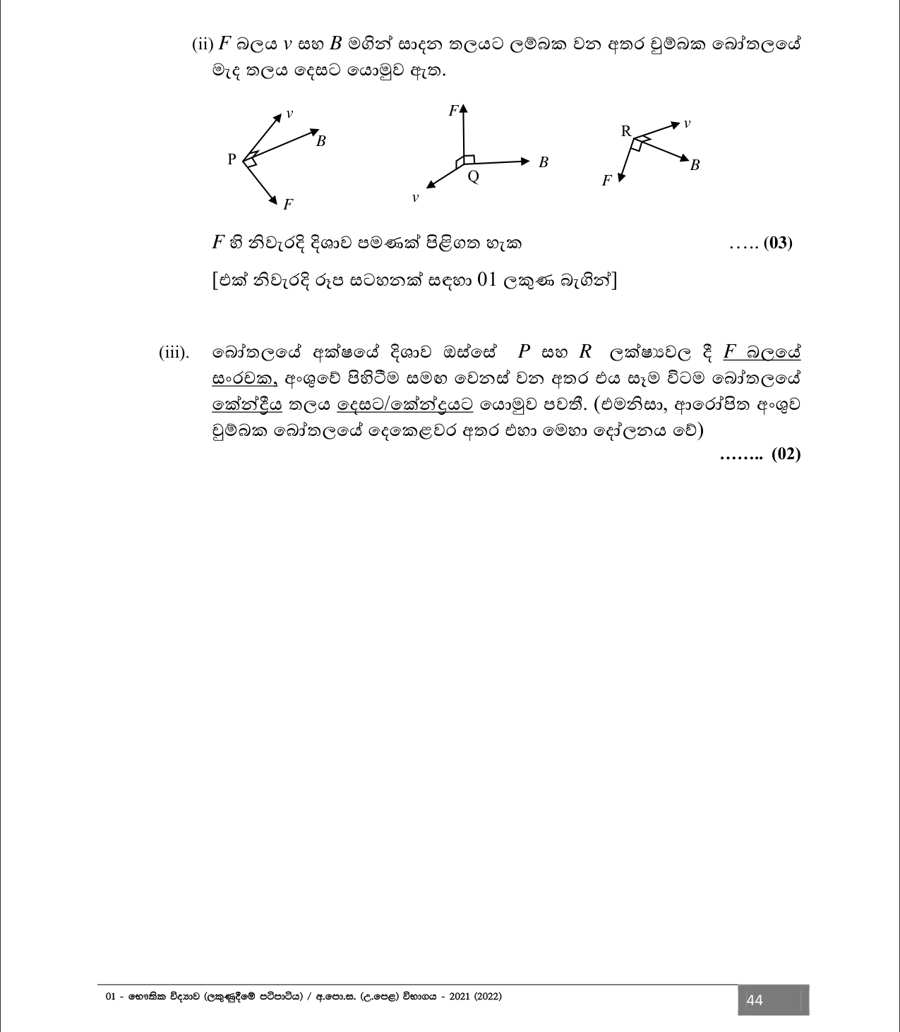 (ii) F බලය v සහ B මගින් සාදන තලයට ලම්බක වන අතර චුම්බක බෝතලයේ
මැද තලය දෙසට යොමුව ඇත.
v
B
P
F
F
B
Q
v
R
v
B
F
F හි නිවැරදි දිශාව පමණක් පිළිගත හැක ..... (03)
[එක් නිවැරදි රූප සටහනක් සඳහා 01 ලකුණ බැගින්]
(iii). බෝතලයේ අක්ෂයේ දිශාව ඔස්සේ P සහ R ලක්ෂ්‍යවල දී F බලයේ
සංරචක, අංශුවේ පිහිටීම සමඟ වෙනස් වන අතර එය සෑම විටම බෝතලයේ
කේන්ද්‍රීය තලය දෙසට/කේන්ද්‍රයට යොමුව පවතී. (එමනිසා, ආරෝපිත අංශුව
චුම්බක බෝතලයේ දෙකෙළවර අතර එහා මෙහා දෝලනය වේ)
…….. (02)
01 - භෞතික විද්‍යාව (ලකුණුදීමේ පටිපාටිය) / අ.පො.ස. (උ.පෙළ) විභාගය - 2021 (2022)
44